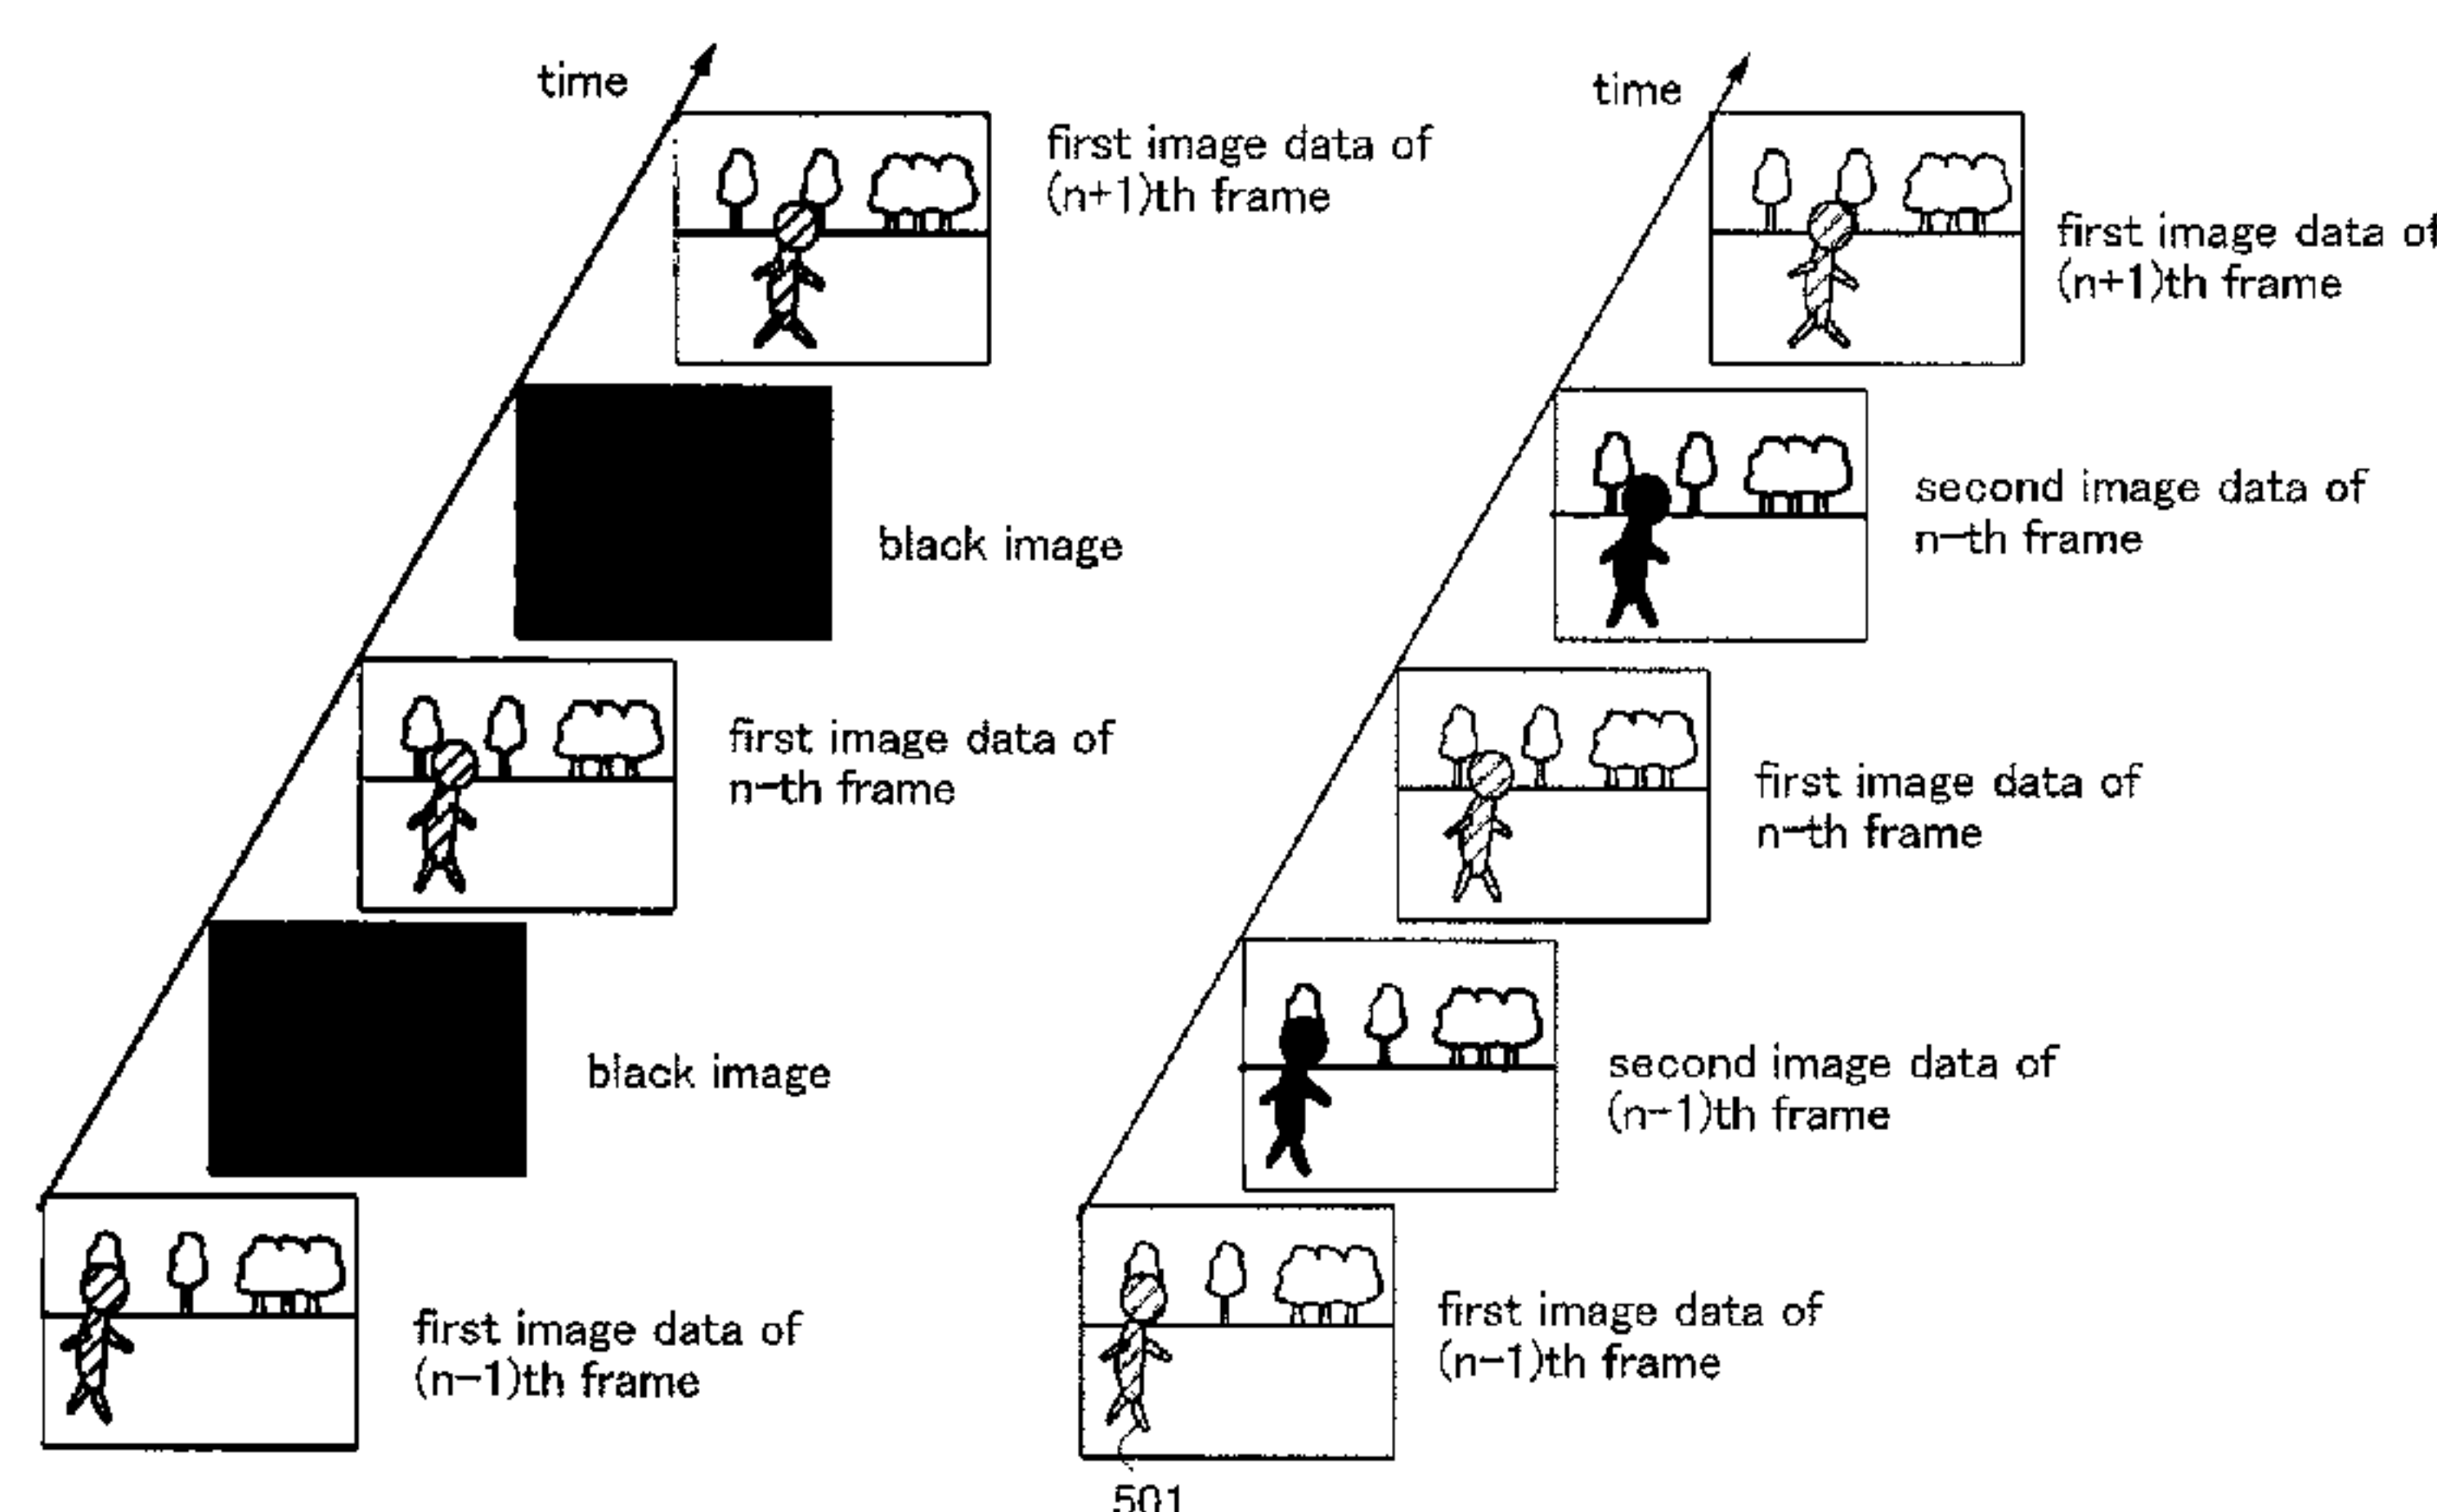 time
first image data of
(n+1)th frame
black image
first image data of
n-th frame
black image
first image data of
(n-1)th frame
time
first image data of
(n+1)th frame
second image data of
n-th frame
first image data of
n-th frame
second image data of
(n-1)th frame
first image data of
(n-1)th frame
501